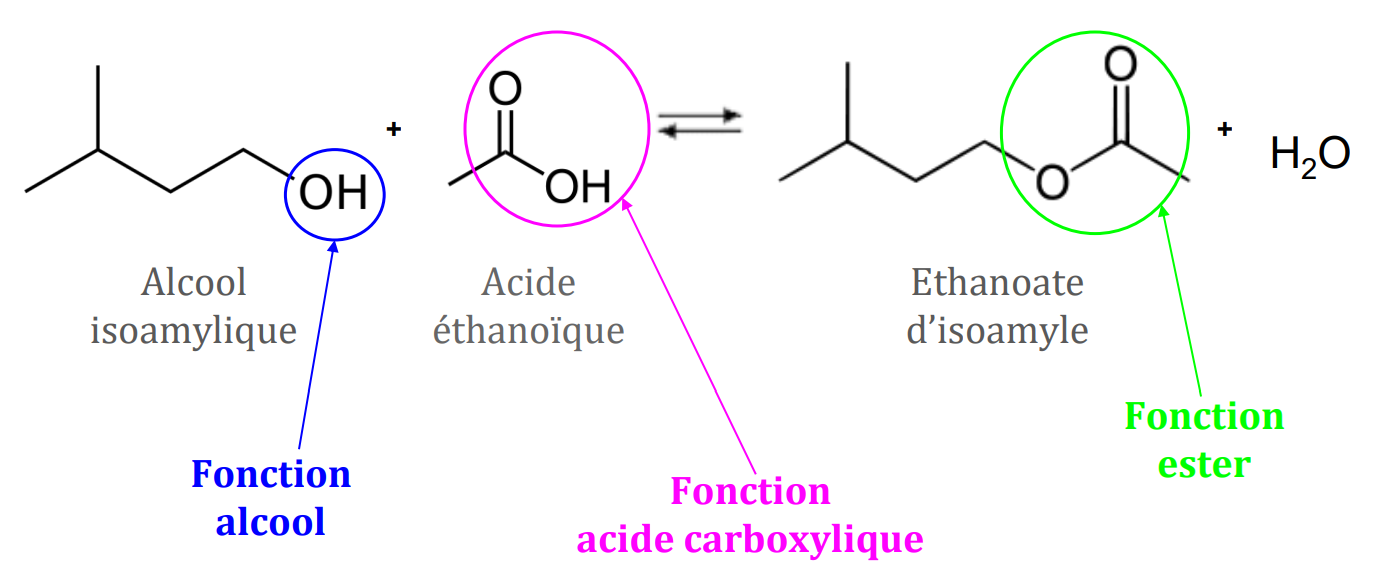 O
O
+
+
H₂O
OH
OH
O
Alcool
isoamylique
Acide
éthanoïque
Ethanoate
d’isoamyle
Fonction
alcool
Fonction
acide carboxylique
Fonction
ester